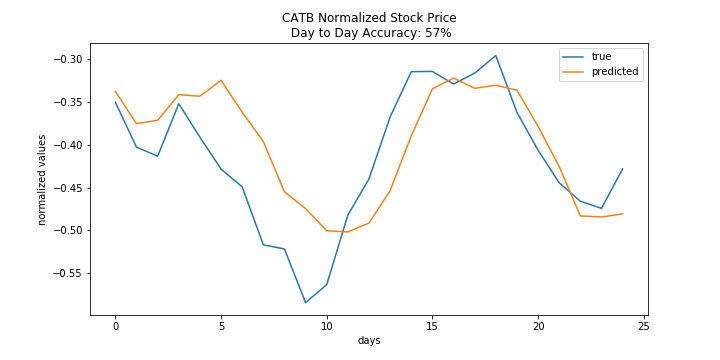 CATB Normalized Stock Price
Day to Day Accuracy: 57%
true
predicted
−0.30
−0.35
−0.40
−0.45
−0.50
−0.55
normalized values
0
5
10
15
20
25
days